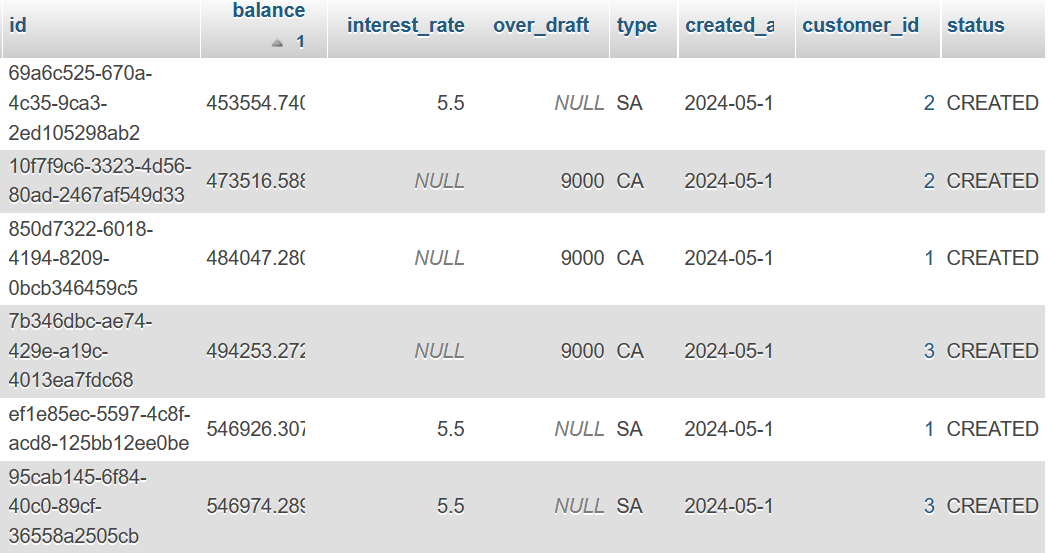 id balance 1 interest_rate over_draft type created_a customer_id status
69a6c525-670a-
4c35-9ca3-
2ed105298ab2 453554.740 5.5 NULL SA 2024-05-1 2 CREATED
10f7f9c6-3323-4d56-
80ad-2467af549d33 473516.588 NULL 9000 CA 2024-05-1 2 CREATED
850d7322-6018-
4194-8209-
0bcb346459c5 484047.280 NULL 9000 CA 2024-05-1 1 CREATED
7b346dbc-ae74-
429e-a19c-
4013ea7fdc68 494253.272 NULL 9000 CA 2024-05-1 3 CREATED
ef1e85ec-5597-4c8f-
acd8-125bb12ee0be 546926.307 5.5 NULL SA 2024-05-1 1 CREATED
95cab145-6f84-
40c0-89cf-
36558a2505cb 546974.289 5.5 NULL SA 2024-05-1 3 CREATED